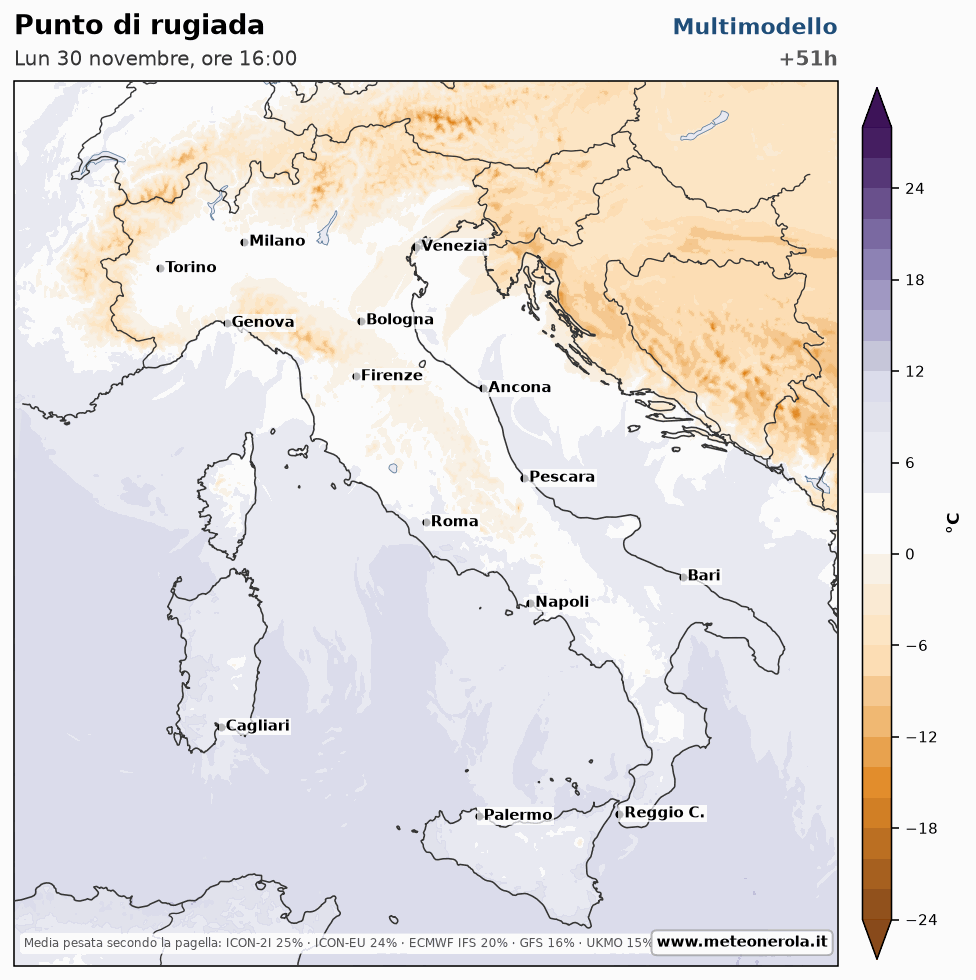 Punto di rugiada
Multimodello
Lun 30 novembre, ore 16:00
+51h
Milano
Venezia
Torino
Genova
Bologna
Firenze
Ancona
Pescara
Roma
Bari
Napoli
Cagliari
Palermo
Reggio C.
24
18
12
6
0
−6
−12
−18
−24
°C
Media pesata secondo la pagella: ICON-2I 25% · ICON-EU 24% · ECMWF IFS 20% · GFS 16% · UKMO 15%
www.meteonerola.it